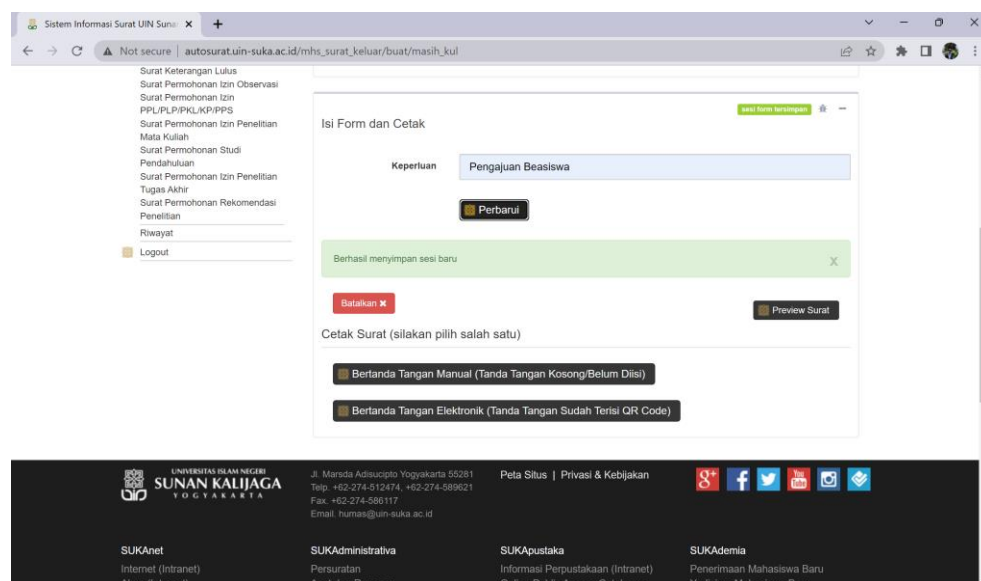 Sistem Informasi Surat UIN Suna
Not secure | autosurat.uin-suka.ac.id/mhs_surat_keluar/buat/masih_kul
Surat Keterangan Lulus
Surat Permohonan Izin Observasi
Surat Permohonan Izin
PPL/PLP/PKL/KP/PPS
Surat Permohonan Izin Penelitian
Mata Kuliah
Surat Permohonan Studi
Pendahuluan
Surat Permohonan Izin Penelitian
Tugas Akhir
Surat Permohonan Rekomendasi
Penelitian
Riwayat
Logout
sesi form tersimpan
Isi Form dan Cetak
Keperluan
Pengajuan Beasiswa
Perbarui
Berhasil menyimpan sesi baru
x
Batalkan ✖
Preview Surat
Cetak Surat (silakan pilih salah satu)
Bertanda Tangan Manual (Tanda Tangan Kosong/Belum Diisi)
Bertanda Tangan Elektronik (Tanda Tangan Sudah Terisi QR Code)
UNIVERSITAS ISLAM NEGERI
SUNAN KALIJAGA
YOGYAKARTA
Jl. Marsda Adisucipto Yogyakarta 55281
Telp. +62-274-512474, +62-274-589621
Fax. +62-274-586117
Email. humas@uin-suka.ac.id
Peta Situs | Privasi & Kebijakan
g+
f
You Tube
SUKAnet
Internet (Intranet)
SUKAdministrativa
Persuratan
SUKApustaka
Informasi Perpustakaan (Intranet)
SUKAdemia
Penerimaan Mahasiswa Baru